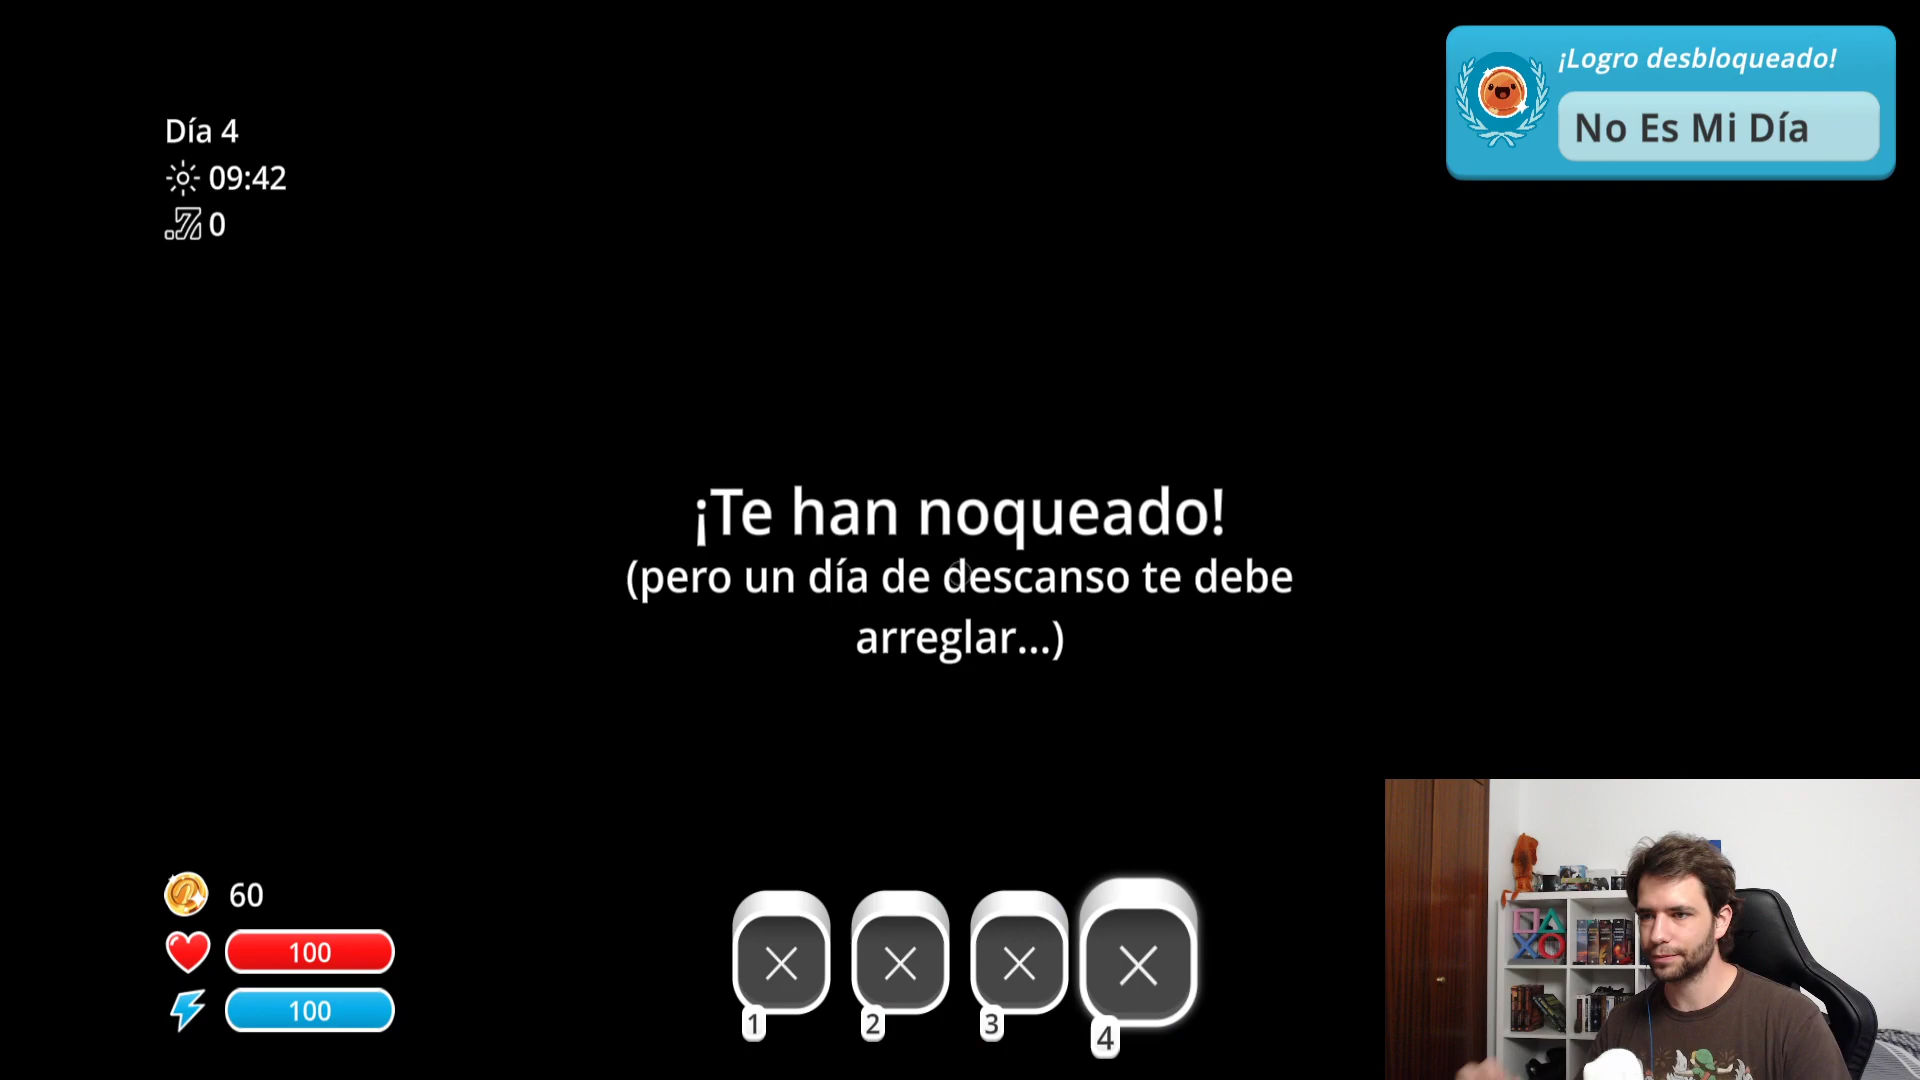 ¡Logro desbloqueado!
No Es Mi Día
Día 4
09:42
0
¡Te han noqueado!
(pero un día de descanso te debe
arreglar...)
60
100
100
1
2
3
4